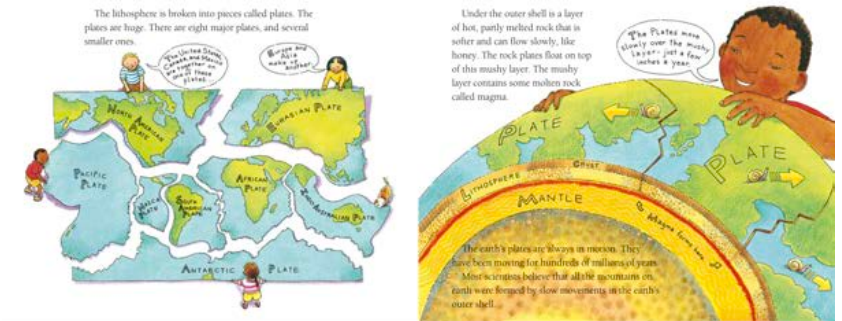 The lithosphere is broken into pieces called plates. The
plates are huge. There are eight major plates, and several
smaller ones.
The United States,
Canada, and Mexico
are together on
one of these
plates...
Europe and
Asia
make up
another.
NORTH AMERICAN
PLATE
EURASIAN PLATE
PACIFIC
PLATE
NAZCA
PLATE
SOUTH
AMERICAN
PLATE
AFRICAN
PLATE
INDO-AUSTRALIAN PLATE
ANTARCTIC PLATE
Under the outer shell is a layer
of hot, partly melted rock that is
softer and can flow slowly, like
honey. The rock plates float on top
of this mushy layer. The mushy
layer contains some molten rock
called magma.
The Plates move
slowly over the mushy
layer-just a few
inches a year.
PLATE
PLATE
LITHOSPHERE
CRUST
MANTLE
Magma forms here
The earth's plates are always in motion. They
have been moving for hundreds of millions of years.
Most scientists believe that all the mountains on
earth were formed by slow movements in the earth's
outer shell.